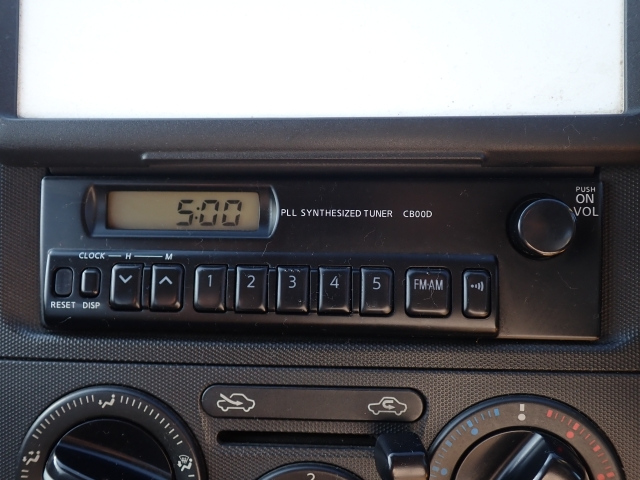 PUSH
ON
VOL
5:00
PLL SYNTHESIZED TUNER CB00D
CLOCK H M
RESET DISP
1 2 3 4 5 FM·AM
2